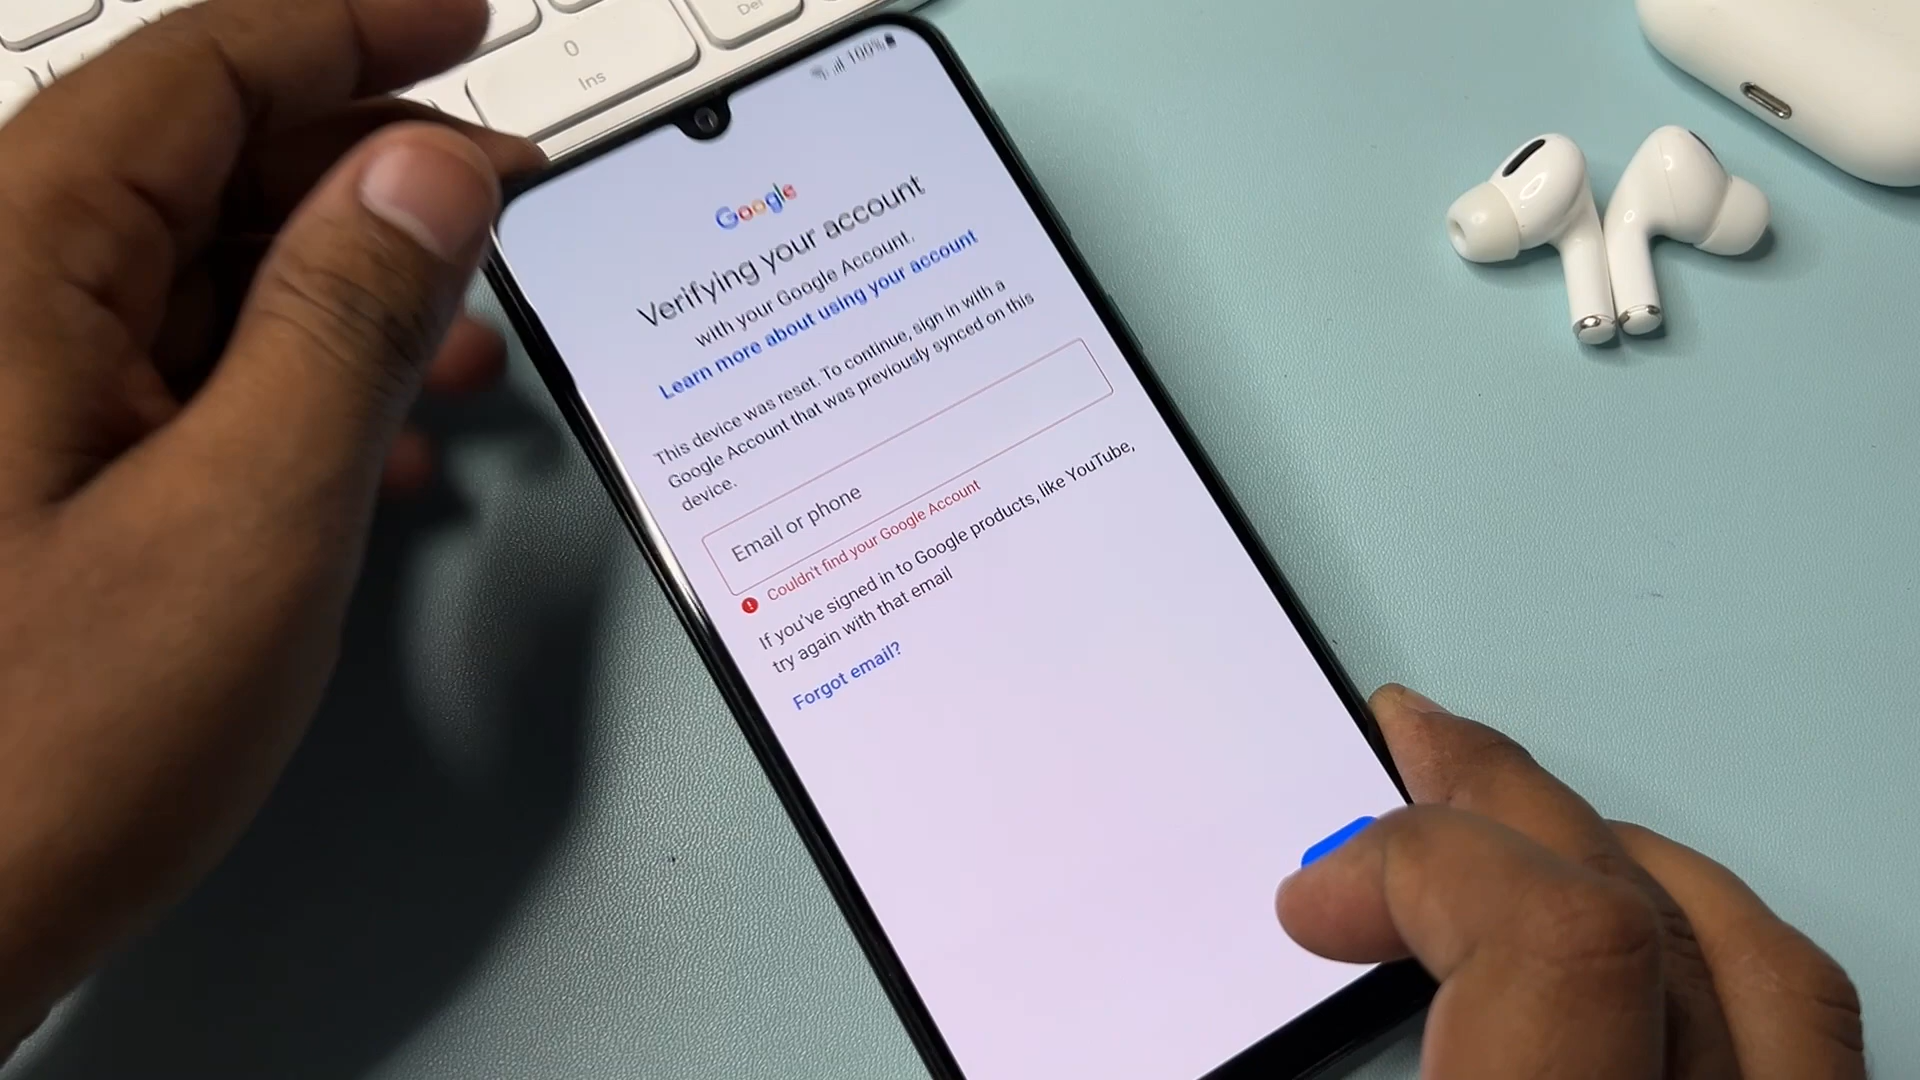 Del
0
Ins
100%
Google
Verifying your account
with your Google Account.
Learn more about using your account
This device was reset. To continue, sign in with a
Google Account that was previously synced on this
device.
Email or phone
Couldn't find your Google Account
If you've signed in to Google products, like YouTube,
try again with that email
Forgot email?